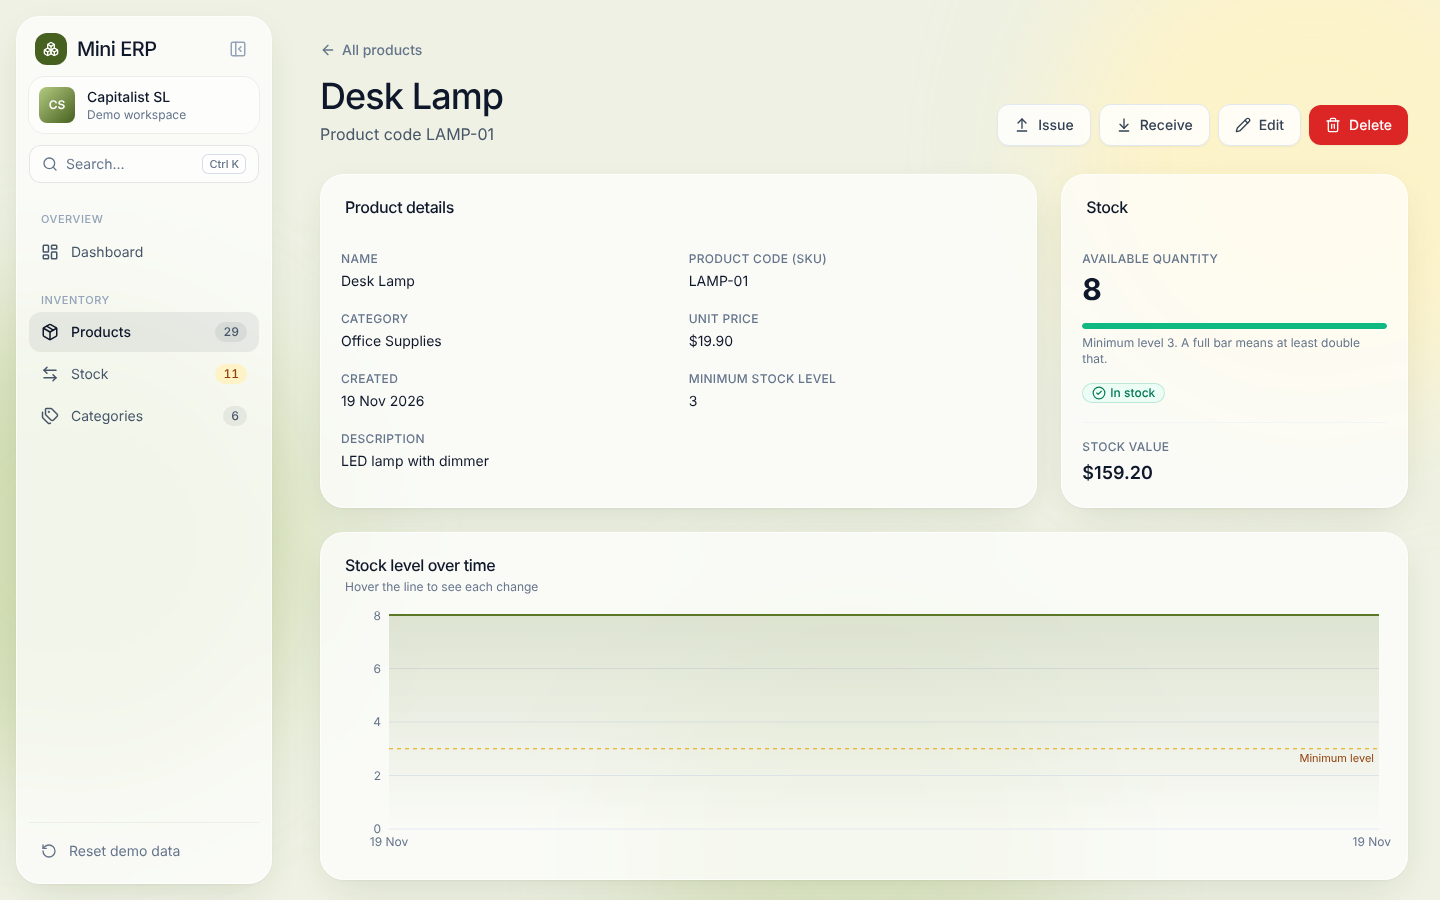 Mini ERP
CS
Capitalist SL
Demo workspace
Search...
Ctrl K
OVERVIEW
Dashboard
INVENTORY
Products
29
Stock
11
Categories
6
Reset demo data
All products
Desk Lamp
Product code LAMP-01
Issue
Receive
Edit
Delete
Product details
NAME
Desk Lamp
PRODUCT CODE (SKU)
LAMP-01
CATEGORY
Office Supplies
UNIT PRICE
$19.90
CREATED
19 Nov 2026
MINIMUM STOCK LEVEL
3
DESCRIPTION
LED lamp with dimmer
Stock
AVAILABLE QUANTITY
8
Minimum level 3. A full bar means at least double
that.
In stock
STOCK VALUE
$159.20
Stock level over time
Hover the line to see each change
8
6
4
2
0
Minimum level
19 Nov
19 Nov